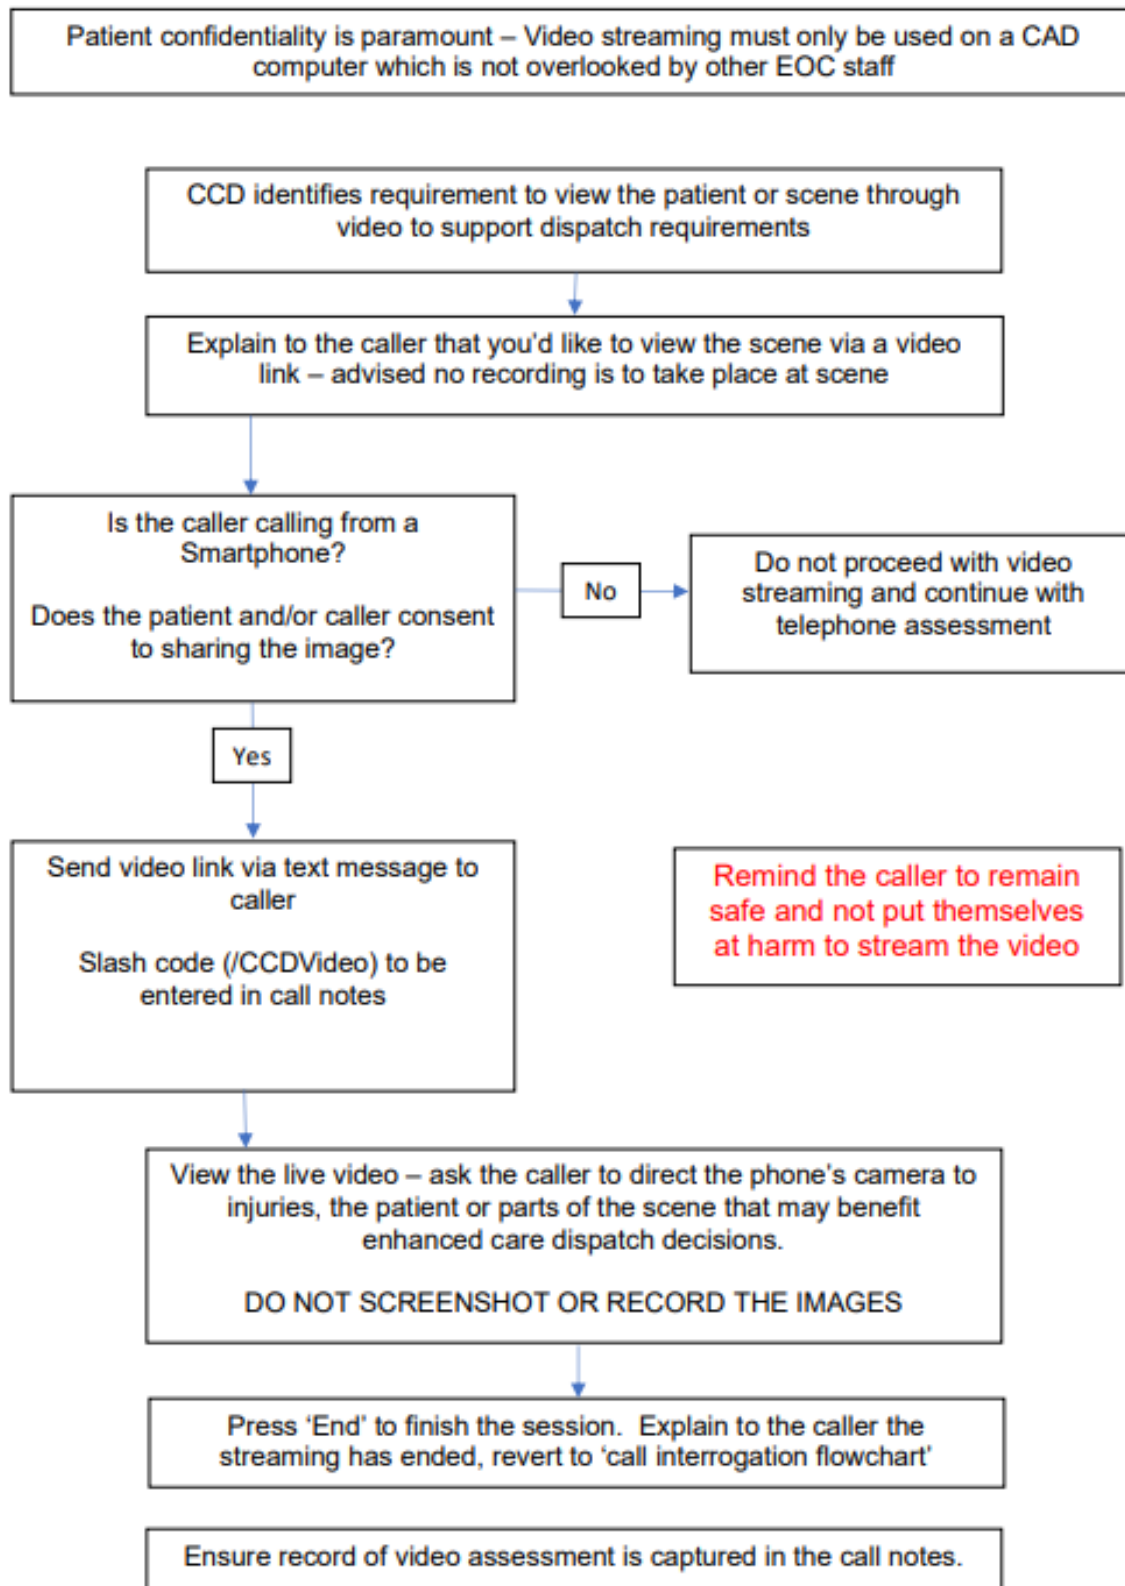 Patient confidentiality is paramount – Video streaming must only be used on a CAD
computer which is not overlooked by other EOC staff
CCD identifies requirement to view the patient or scene through
video to support dispatch requirements
Explain to the caller that you'd like to view the scene via a video
link – advised no recording is to take place at scene
Is the caller calling from a
Smartphone?
Does the patient and/or caller consent
to sharing the image?
No
Do not proceed with video
streaming and continue with
telephone assessment
Yes
Send video link via text message to
caller
Slash code (/CCDVideo) to be
entered in call notes
Remind the caller to remain
safe and not put themselves
at harm to stream the video
View the live video – ask the caller to direct the phone's camera to
injuries, the patient or parts of the scene that may benefit
enhanced care dispatch decisions.
DO NOT SCREENSHOT OR RECORD THE IMAGES
Press 'End' to finish the session.  Explain to the caller the
streaming has ended, revert to 'call interrogation flowchart'
Ensure record of video assessment is captured in the call notes.